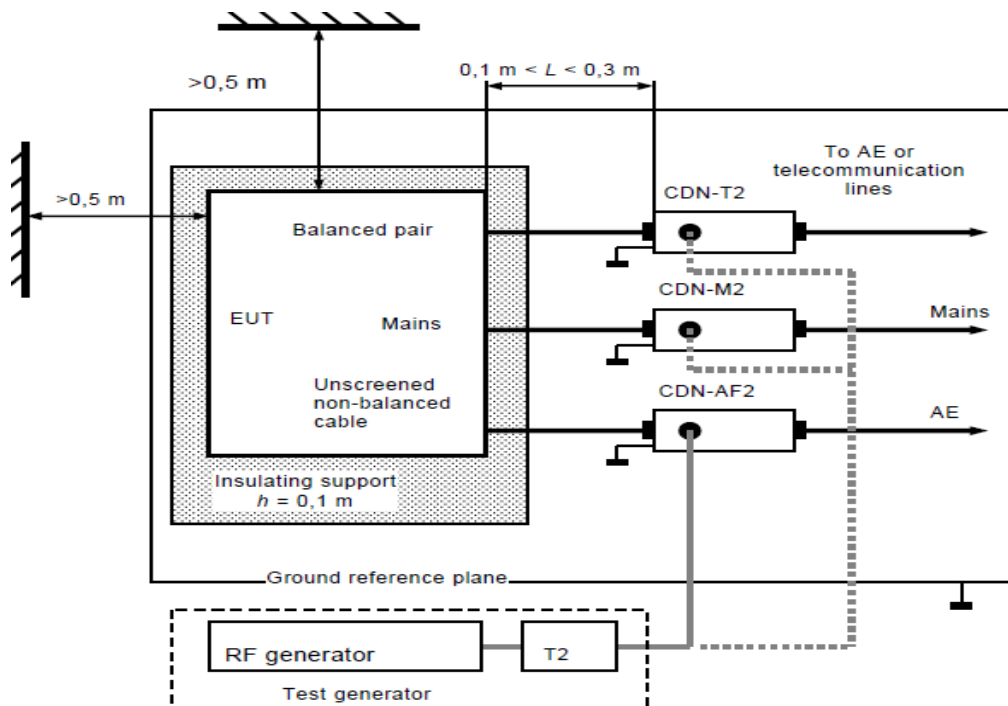 >0,5 m
0,1 m < L < 0,3 m
To AE or
telecommunication
lines
>0,5 m
CDN-T2
Balanced pair
CDN-M2
EUT
Mains
Mains
Unscreened
non-balanced
cable
CDN-AF2
AE
Insulating support
h = 0,1 m
Ground reference plane
RF generator
T2
Test generator